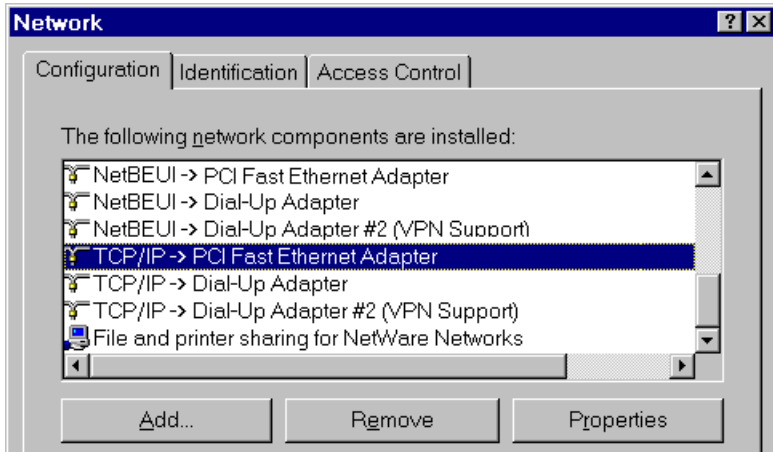 Network
Configuration Identification Access Control
The following network components are installed:
NetBEUI -> PCI Fast Ethernet Adapter
NetBEUI -> Dial-Up Adapter
NetBEUI -> Dial-Up Adapter #2 (VPN Support)
TCP/IP -> PCI Fast Ethernet Adapter
TCP/IP -> Dial-Up Adapter
TCP/IP -> Dial-Up Adapter #2 (VPN Support)
File and printer sharing for NetWare Networks
Add... Remove Properties